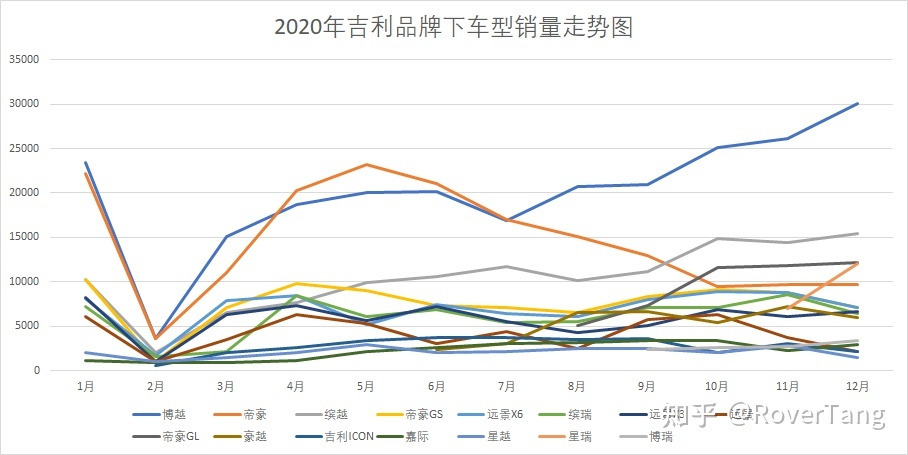 2020年吉利品牌下车型销量走势图
35000
30000
25000
20000
15000
10000
5000
0
1月 2月 3月 4月 5月 6月 7月 8月 9月 10月 11月 12月
博越 帝豪 缤越 帝豪GS 远景X6 缤瑞 远景X3
帝豪GL 豪越 吉利ICON 嘉际 星越 星瑞 博瑞
知乎 @RoverTang